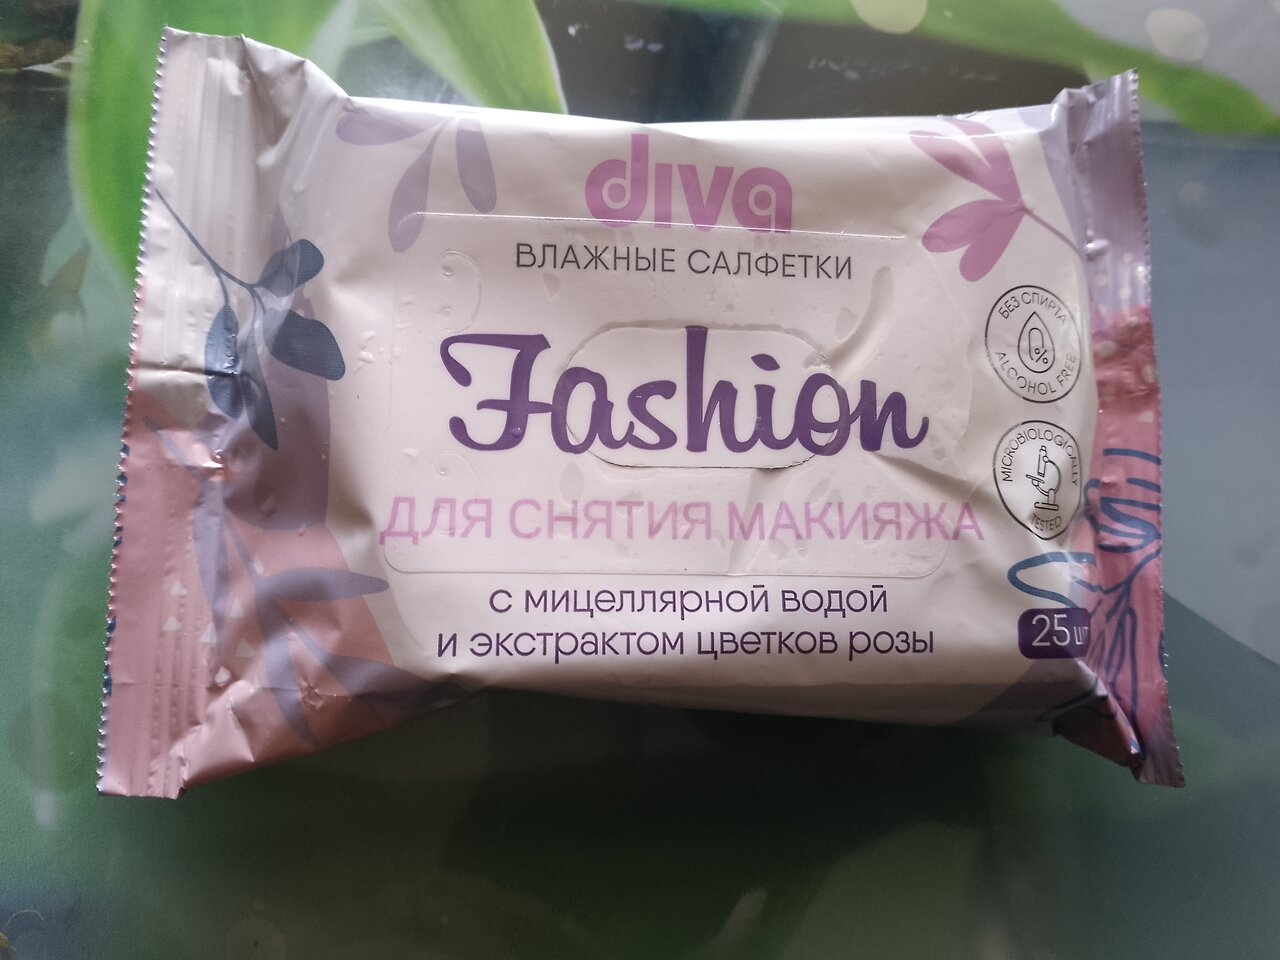 diva
ВЛАЖНЫЕ САЛФЕТКИ
Fashion
ДЛЯ СНЯТИЯ МАКИЯЖА
с мицеллярной водой
и экстрактом цветков розы
БЕЗ СПИРТА
%
ALCOHOL FREE
MICROBIOLOGICALLY
TESTED
25 шт